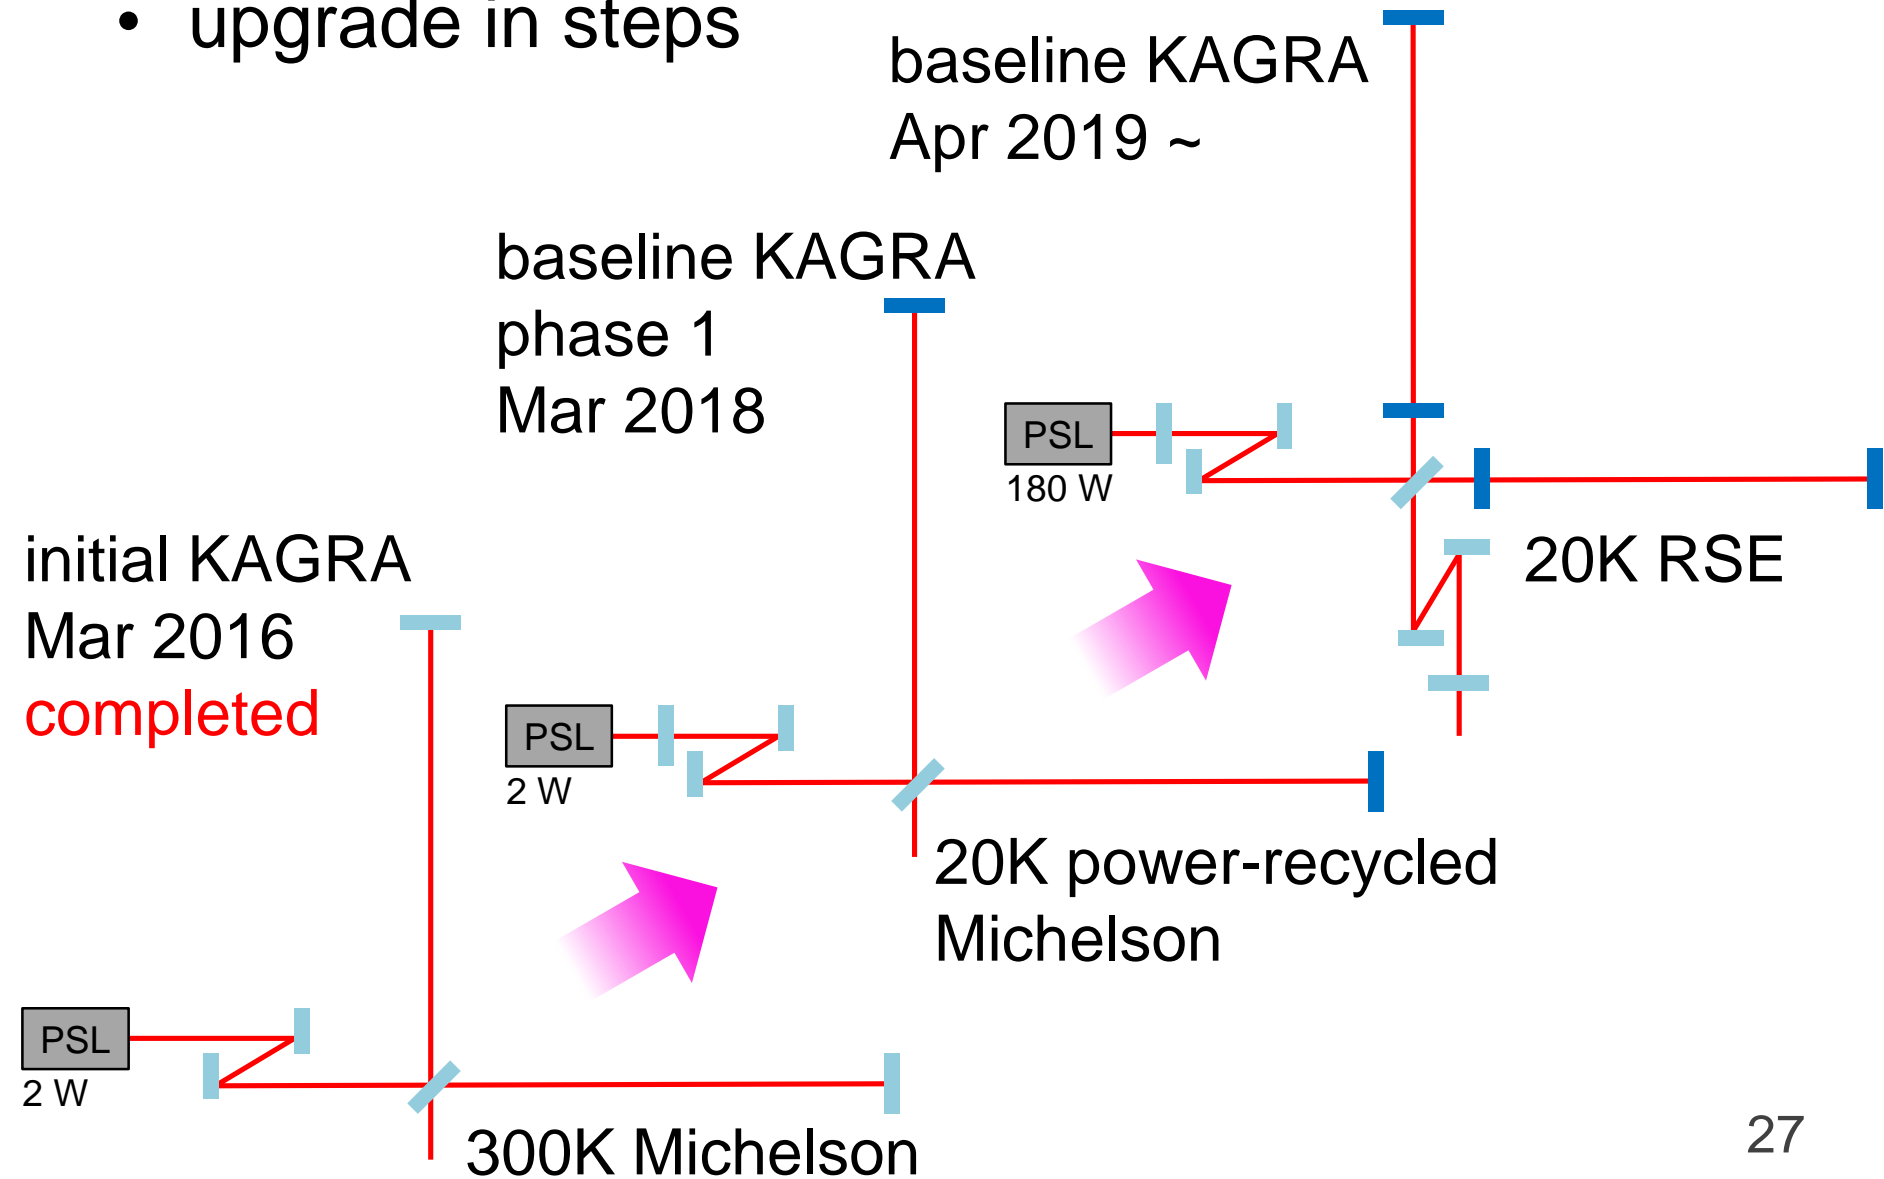 • upgrade in steps
baseline KAGRA
Apr 2019 ~
baseline KAGRA
phase 1
Mar 2018
PSL
180 W
20K RSE
initial KAGRA
Mar 2016
completed
PSL
2 W
20K power-recycled
Michelson
PSL
2 W
300K Michelson
27